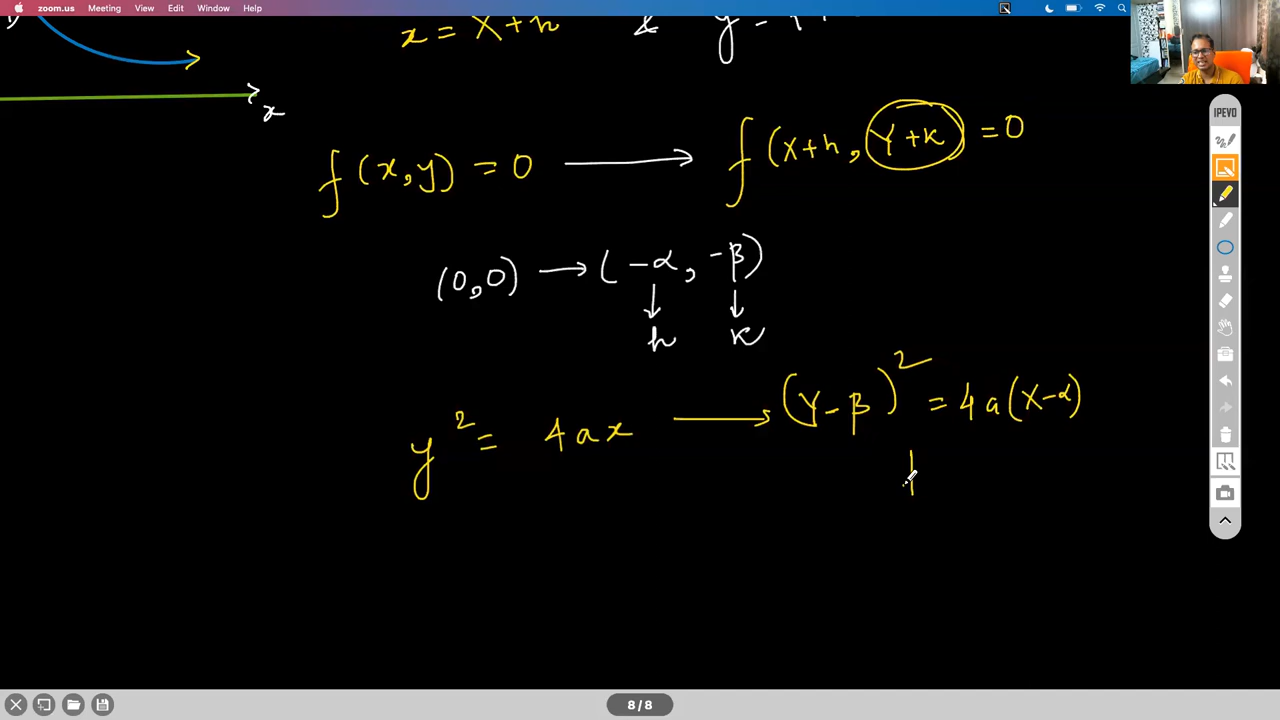 zoom.us Meeting View Edit Window Help
x = X+h & y =
x
IPEVO
f(x,y) = 0 ⟶ f(X+h, Y+k) = 0
(0,0) ⟶ (-α, -β)
↓ ↓
h k
y² = 4ax ⟶ (Y-β)² = 4a(X-α)
8/8